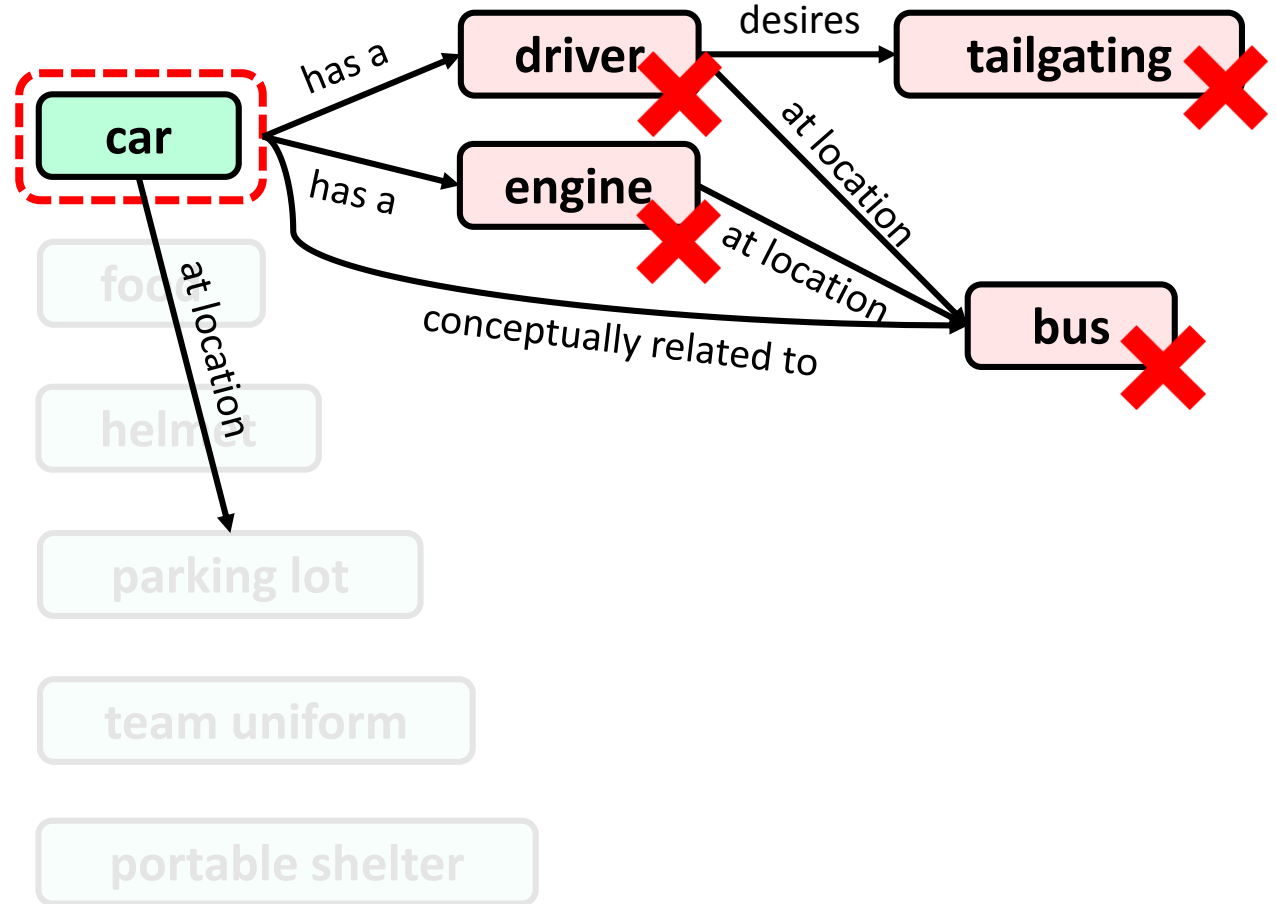 driver
desires
tailgating
has a
car
at location
has a
engine
at location
food
at location
conceptually related to
bus
helmet
parking lot
team uniform
portable shelter